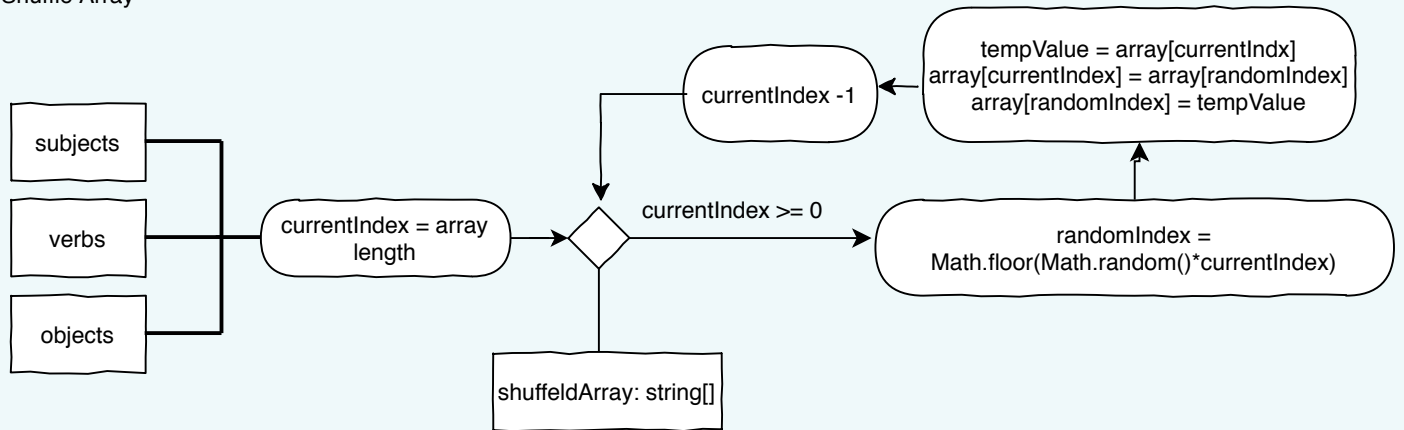 Shuffle Array
tempValue = array[currentIndx]
array[currentIndex] = array[randomIndex]
array[randomIndex] = tempValue
currentIndex -1
subjects
verbs
objects
currentIndex = array
length
currentIndex >= 0
randomIndex =
Math.floor(Math.random()*currentIndex)
shuffeldArray: string[]